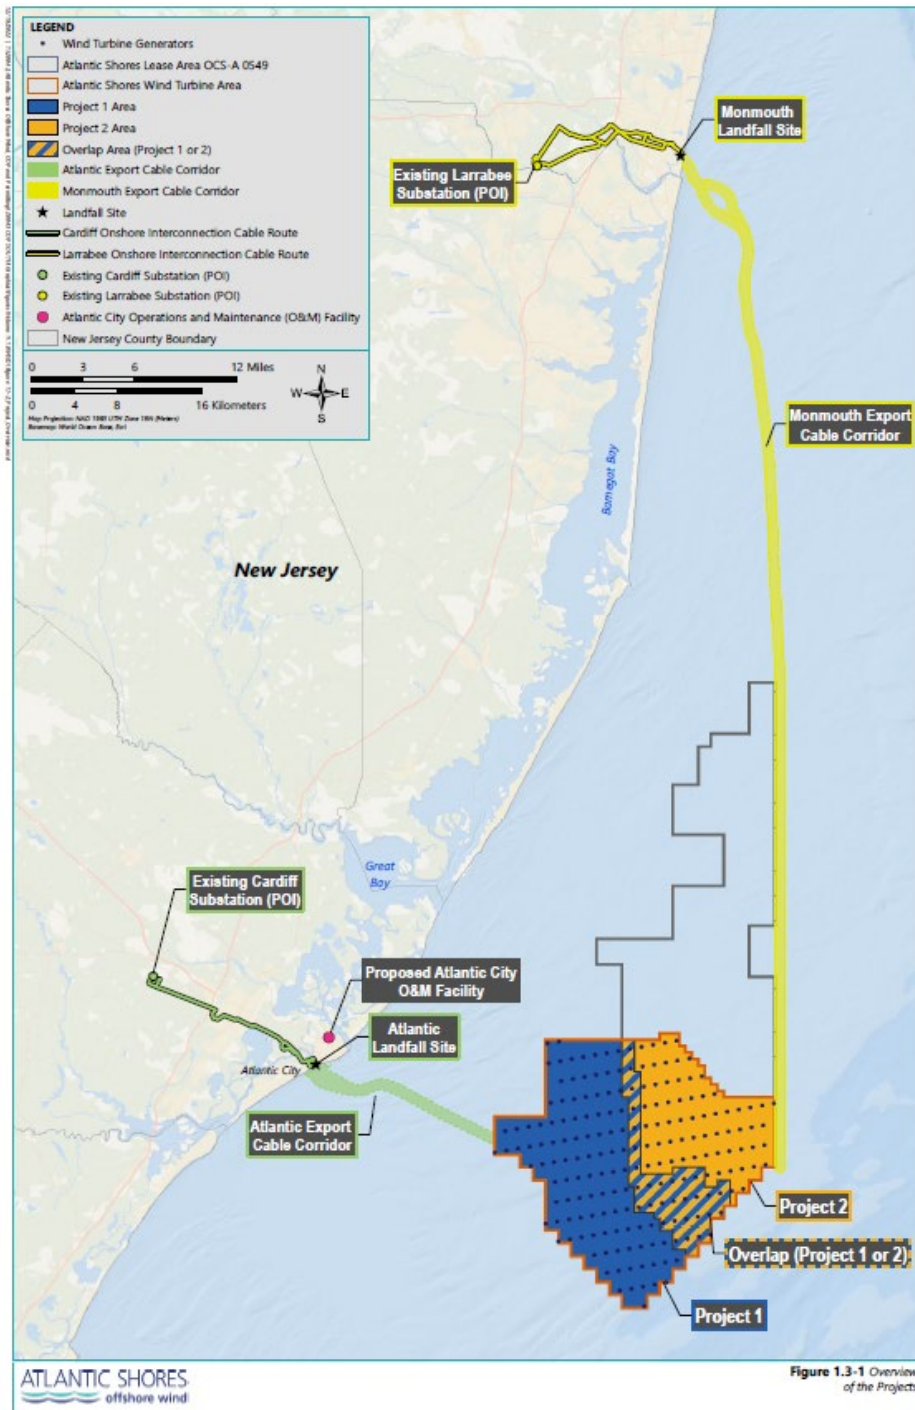 LEGEND
Wind Turbine Generators
Atlantic Shores Lease Area OCS-A 0549
Atlantic Shores Wind Turbine Area
Project 1 Area
Project 2 Area
Overlap Area (Project 1 or 2)
Atlantic Export Cable Corridor
Monmouth Export Cable Corridor
Landfall Site
Cardiff Onshore Interconnection Cable Route
Larrabee Onshore Interconnection Cable Route
Existing Cardiff Substation (POI)
Existing Larrabee Substation (POI)
Atlantic City Operations and Maintenance (O&M) Facility
New Jersey County Boundary
0 3 6 12 Miles
0 4 8 16 Kilometers
N
W E
S
Monmouth
Landfall Site
Existing Larrabee
Substation (POI)
Monmouth Export
Cable Corridor
Barnegat Bay
New Jersey
Great
Bay
Existing Cardiff
Substation (POI)
Proposed Atlantic City
O&M Facility
Atlantic
Landfall Site
Atlantic City
Atlantic Export
Cable Corridor
Project 2
Overlap (Project 1 or 2)
Project 1
ATLANTIC SHORES
offshore wind
Figure 1.3-1 Overview
of the Projects